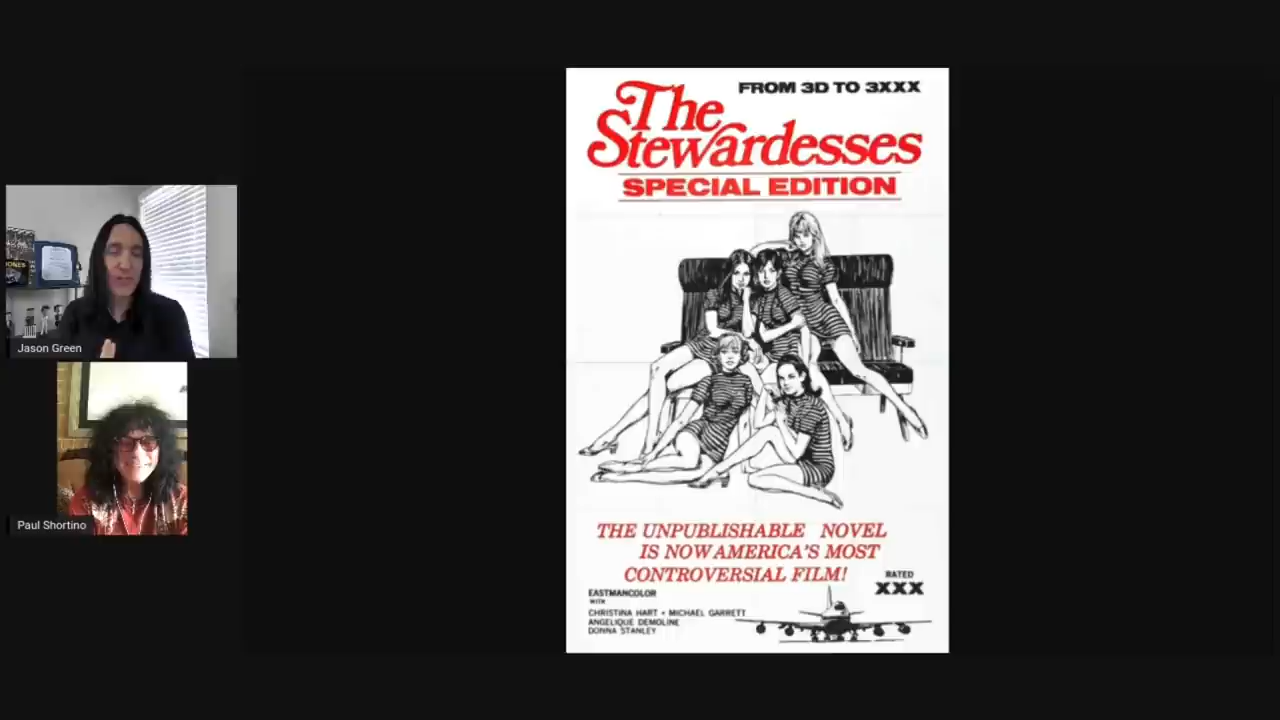 FROM 3D TO 3XXX
The
Stewardesses
SPECIAL EDITION
THE UNPUBLISHABLE NOVEL
IS NOW AMERICA'S MOST
CONTROVERSIAL FILM!
RATED
XXX
EASTMANCOLOR
WITH
CHRISTINA HART • MICHAEL GARRETT
ANGELIQUE DEMOLINE
DONNA STANLEY
Jason Green
Paul Shortino